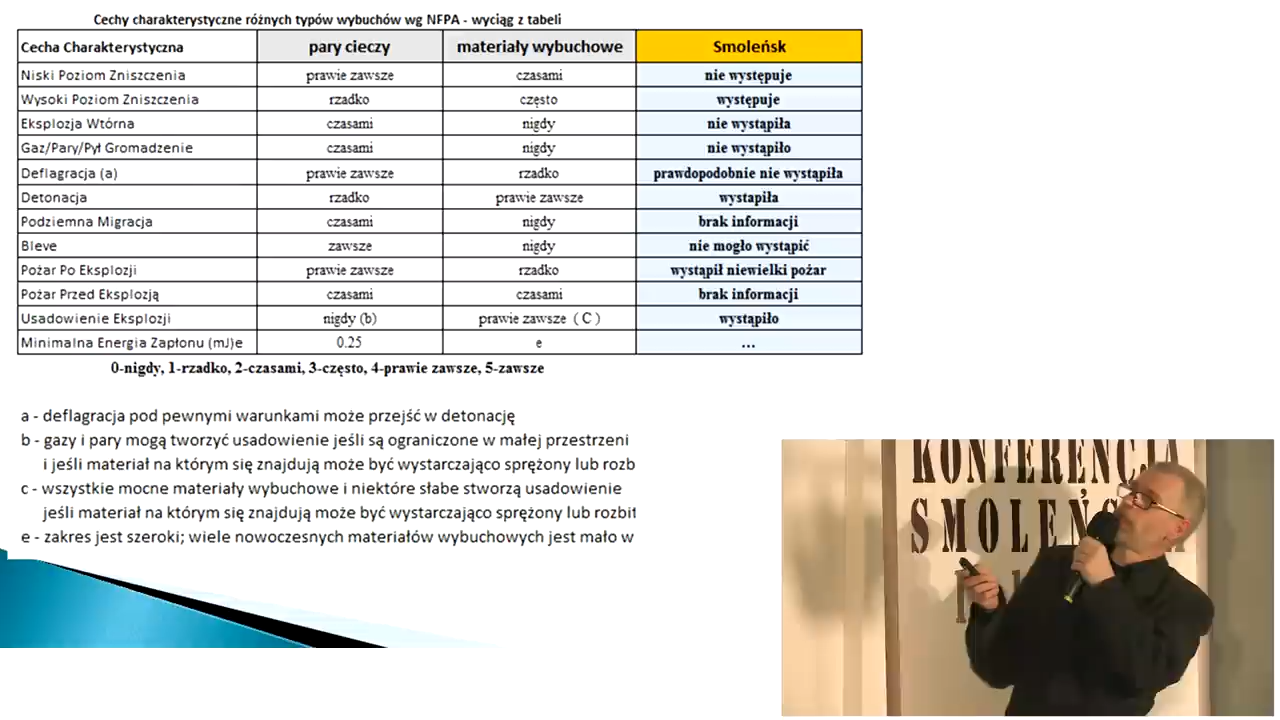 Cechy charakterystyczne różnych typów wybuchów wg NFPA - wyciąg z tabeli
Cecha Charakterystyczna pary cieczy materiały wybuchowe Smoleńsk
Niski Poziom Zniszczenia prawie zawsze czasami nie występuje
Wysoki Poziom Zniszczenia rzadko często występuje
Eksplozja Wtórna czasami nigdy nie wystąpiła
Gaz/Pary/Pył Gromadzenie czasami nigdy nie wystąpiło
Deflagracja (a) prawie zawsze rzadko prawdopodobnie nie wystąpiła
Detonacja rzadko prawie zawsze wystąpiła
Podziemna Migracja czasami nigdy brak informacji
Bleve zawsze nigdy nie mogło wystąpić
Pożar Po Eksplozji prawie zawsze rzadko wystąpił niewielki pożar
Pożar Przed Eksplozją czasami czasami brak informacji
Usadowienie Eksplozji nigdy (b) prawie zawsze ( C ) wystąpiło
Minimalna Energia Zapłonu (mJ)e 0.25 e ...
0-nigdy, 1-rzadko, 2-czasami, 3-często, 4-prawie zawsze, 5-zawsze
a - deflagracja pod pewnymi warunkami może przejść w detonację
b - gazy i pary mogą tworzyć usadowienie jeśli są ograniczone w małej przestrzeni
i jeśli materiał na którym się znajdują może być wystarczająco sprężony lub rozb
c - wszystkie mocne materiały wybuchowe i niektóre słabe stworzą usadowienie
jeśli materiał na którym się znajdują może być wystarczająco sprężony lub rozbit
e - zakres jest szeroki; wiele nowoczesnych materiałów wybuchowych jest mało w
KONFERENCJA
SMOLEŃS